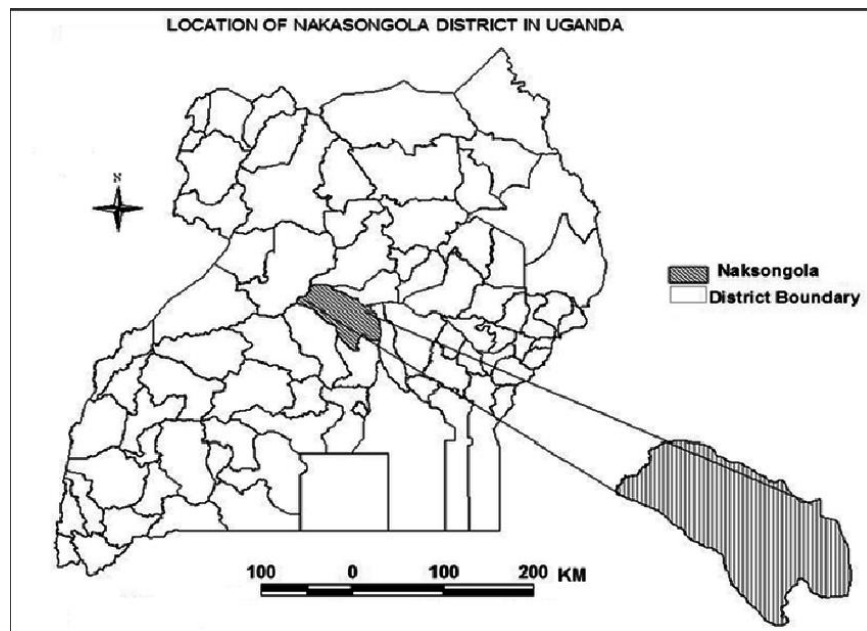 LOCATION OF NAKASONGOLA DISTRICT IN UGANDA
N
Naksongola
District Boundary
100 0 100 200 KM